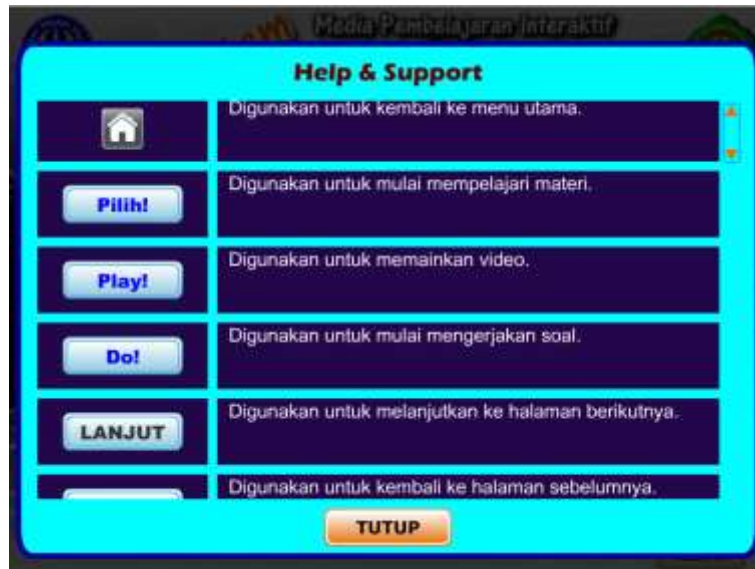 Media Pembelajaran Interaktif
Help & Support
Digunakan untuk kembali ke menu utama.
Pilih!
Digunakan untuk mulai mempelajari materi.
Play!
Digunakan untuk memainkan video.
Do!
Digunakan untuk mulai mengerjakan soal.
LANJUT
Digunakan untuk melanjutkan ke halaman berikutnya.
Digunakan untuk kembali ke halaman sebelumnya.
TUTUP